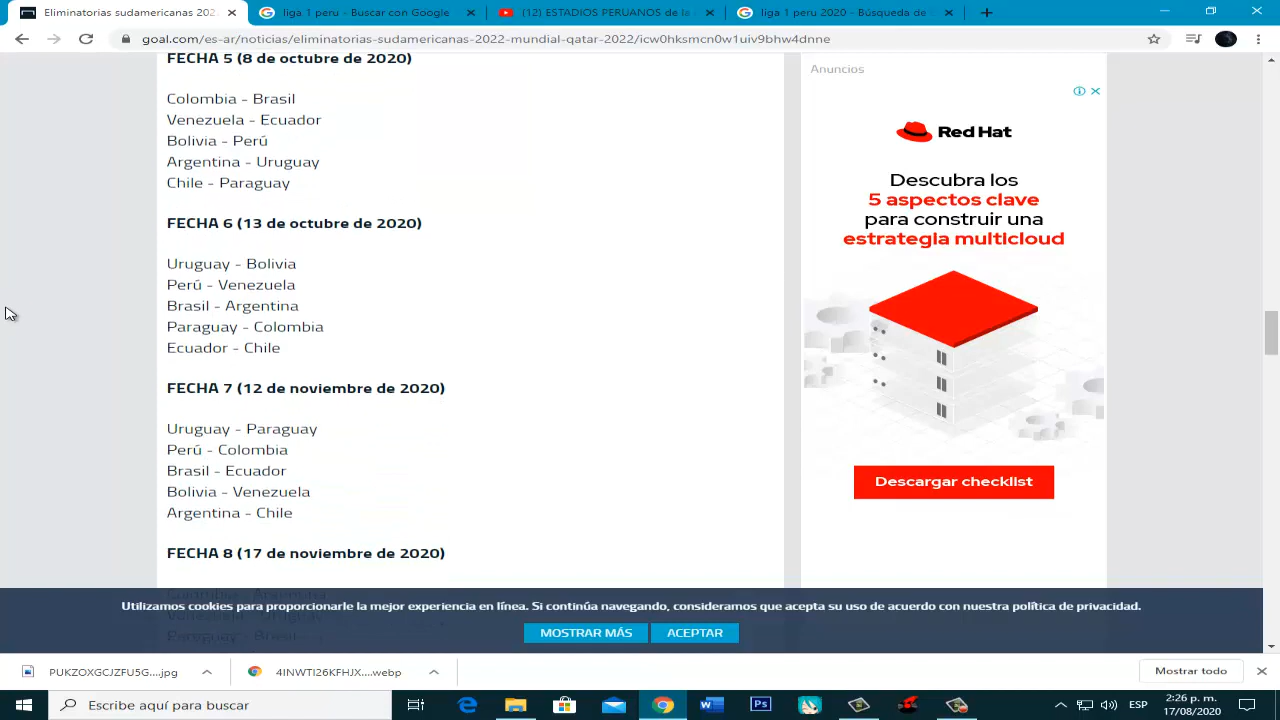 Eliminatorias sudamericanas 202
liga 1 peru - Buscar con Google
(12) ESTADIOS PERUANOS de la
liga 1 peru 2020 - Búsqueda de
goal.com/es-ar/noticias/eliminatorias-sudamericanas-2022-mundial-qatar-2022/icw0hksmcn0w1uiv9bhw4dnne
FECHA 5 (8 de octubre de 2020)
Colombia - Brasil
Venezuela - Ecuador
Bolivia - Perú
Argentina - Uruguay
Chile - Paraguay
FECHA 6 (13 de octubre de 2020)
Uruguay - Bolivia
Perú - Venezuela
Brasil - Argentina
Paraguay - Colombia
Ecuador - Chile
FECHA 7 (12 de noviembre de 2020)
Uruguay - Paraguay
Perú - Colombia
Brasil - Ecuador
Bolivia - Venezuela
Argentina - Chile
FECHA 8 (17 de noviembre de 2020)
Colombia - Argentina
Venezuela - Uruguay
Paraguay - Brasil
Anuncios
Red Hat
Descubra los
5 aspectos clave
para construir una
estrategia multicloud
Descargar checklist
Utilizamos cookies para proporcionarle la mejor experiencia en línea. Si continúa navegando, consideramos que acepta su uso de acuerdo con nuestra política de privacidad.
MOSTRAR MÁS
ACEPTAR
PUKZOXGCJZFU5G....jpg
4INWTI26KFHJX....webp
Mostrar todo
Escribe aquí para buscar
W
Ps
ESP
2:26 p. m.
17/08/2020